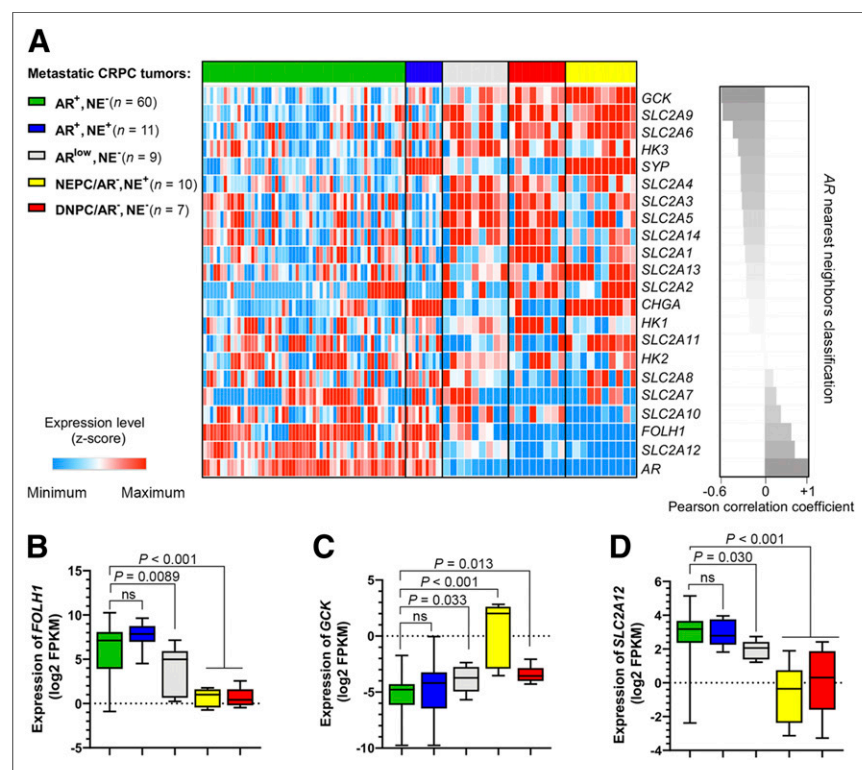 A
Metastatic CRPC tumors:
AR+, NE- (n = 60)
AR+, NE+ (n = 11)
ARlow, NE- (n = 9)
NEPC/AR-, NE+ (n = 10)
DNPC/AR-, NE- (n = 7)
Expression level
(z-score)
Minimum Maximum
GCK
SLC2A9
SLC2A6
HK3
SYP
SLC2A4
SLC2A3
SLC2A5
SLC2A14
SLC2A1
SLC2A13
SLC2A2
CHGA
HK1
SLC2A11
HK2
SLC2A8
SLC2A7
SLC2A10
FOLH1
SLC2A12
AR
AR nearest neighbors classification
-0.6 0 +1
Pearson correlation coefficient
B
Expression of FOLH1
(log2 FPKM)
15
10
5
0
-5
P < 0.001
P = 0.0089
ns
C
Expression of GCK
(log2 FPKM)
5
0
-5
-10
P = 0.013
P < 0.001
P = 0.033
ns
D
Expression of SLC2A12
(log2 FPKM)
6
4
2
0
-2
-4
P < 0.001
P = 0.030
ns